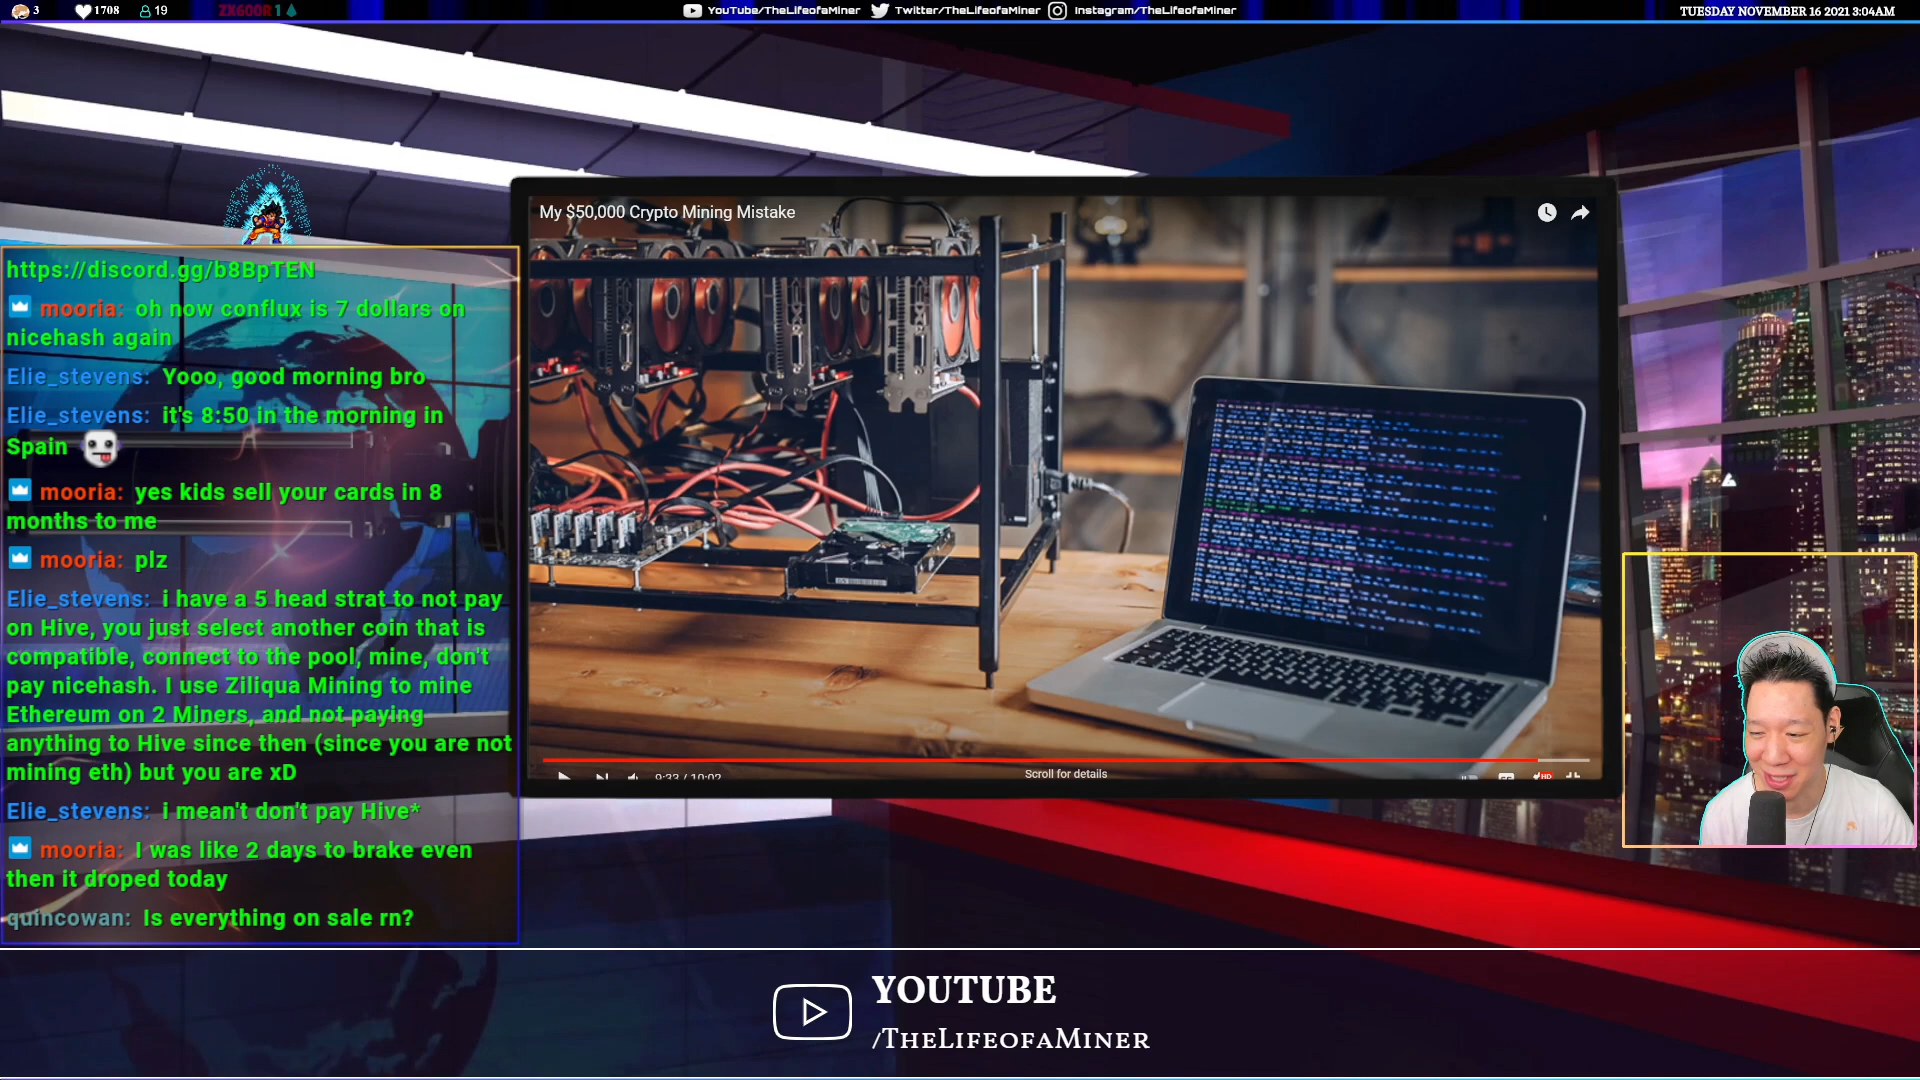 3 1708 19 ZX600R 1 YouTube/TheLifeofaMiner Twitter/TheLifeofaMiner Instagram/TheLifeofaMiner TUESDAY NOVEMBER 16 2021 3:04AM
My $50,000 Crypto Mining Mistake
https://discord.gg/b8BpTEN
mooria: oh now conflux is 7 dollars on
nicehash again
Elie_stevens: Yooo, good morning bro
Elie_stevens: it's 8:50 in the morning in
Spain
mooria: yes kids sell your cards in 8
months to me
mooria: plz
Elie_stevens: i have a 5 head strat to not pay
on Hive, you just select another coin that is
compatible, connect to the pool, mine, don't
pay nicehash. I use Ziliqua Mining to mine
Ethereum on 2 Miners, and not paying
anything to Hive since then (since you are not
mining eth) but you are xD
Elie_stevens: i mean't don't pay Hive*
mooria: I was like 2 days to brake even
then it droped today
quincowan: Is everything on sale rn?
9:33 / 10:02
Scroll for details
HD
YOUTUBE
/THELIFEOFAMINER